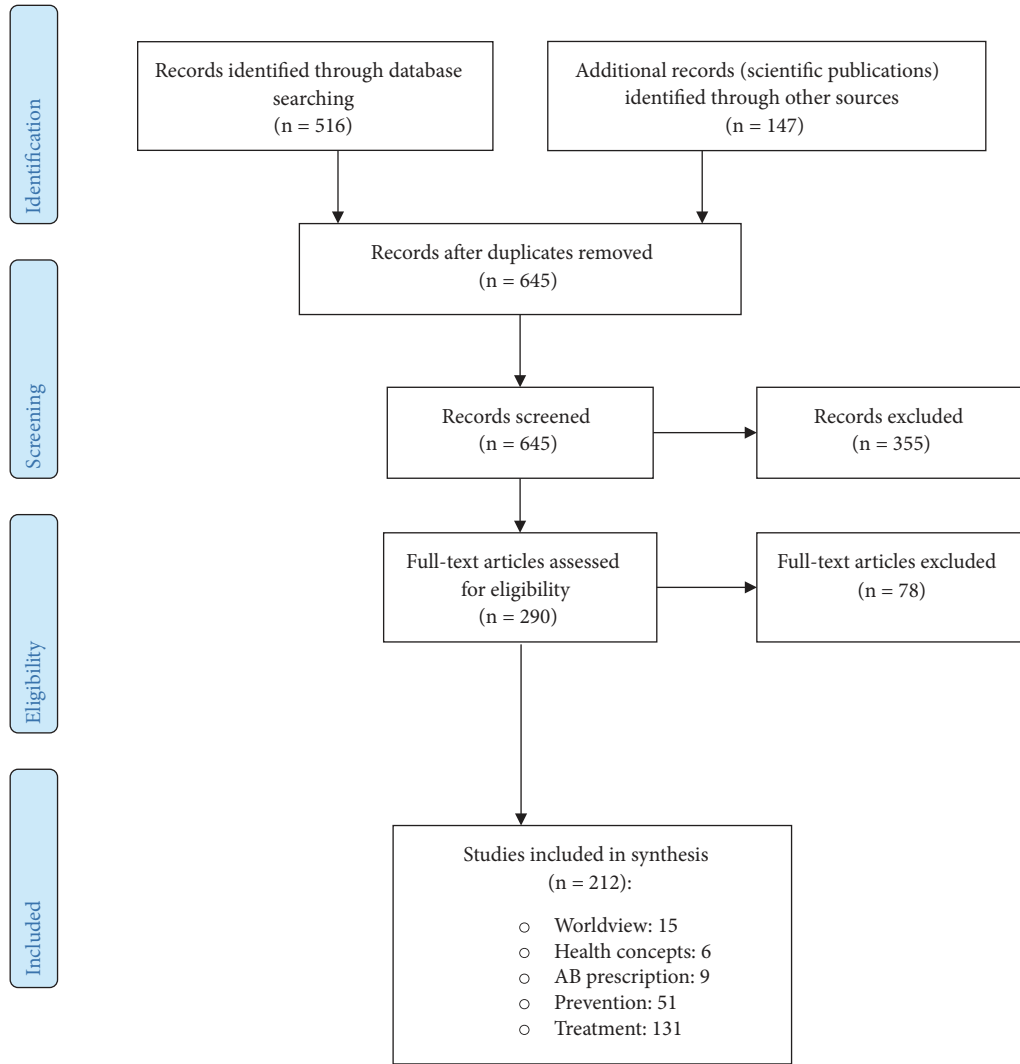 Identification
Records identified through database
searching
(n = 516)
Additional records (scientific publications)
identified through other sources
(n = 147)
Records after duplicates removed
(n = 645)
Screening
Records screened
(n = 645)
Records excluded
(n = 355)
Eligibility
Full-text articles assessed
for eligibility
(n = 290)
Full-text articles excluded
(n = 78)
Included
Studies included in synthesis
(n = 212):
○ Worldview: 15
○ Health concepts: 6
○ AB prescription: 9
○ Prevention: 51
○ Treatment: 131